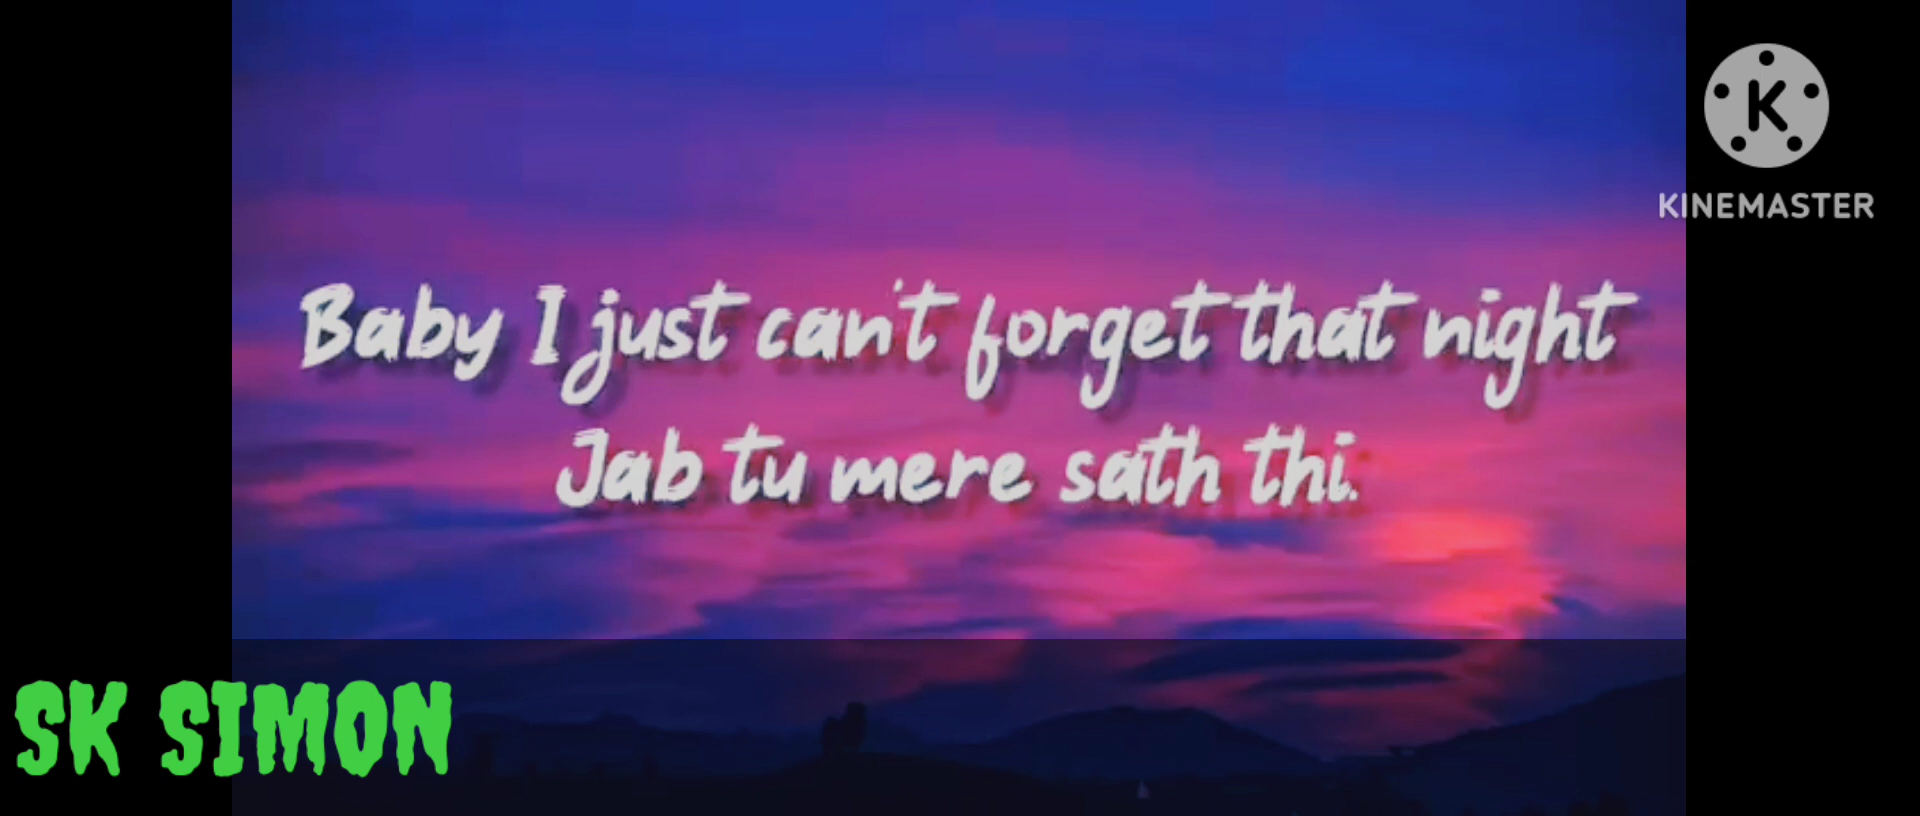 K
KINEMASTER
Baby I just can't forget that night
Jab tu mere sath thi.
SK SIMON